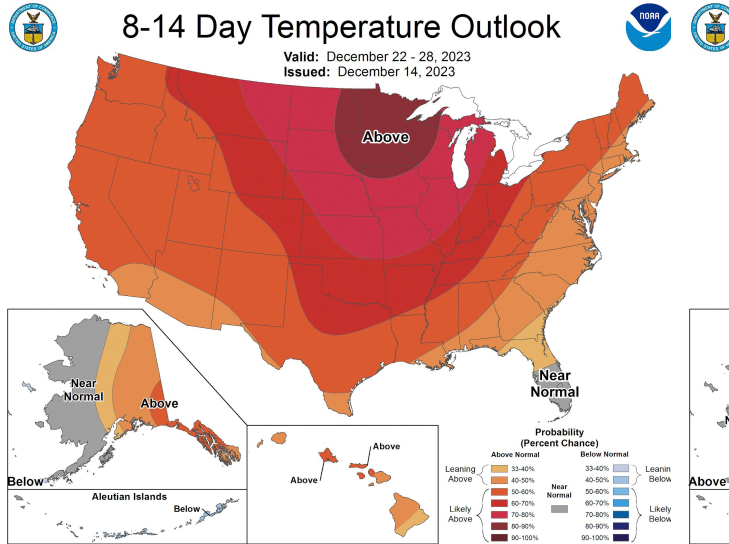 8-14 Day Temperature Outlook
Valid: December 22 - 28, 2023
Issued: December 14, 2023
NOAA
Above
Near
Normal
Near
Normal
Above
Below
Aleutian Islands
Below
Above
Above
Probability
(Percent Chance)
Above Normal
Below Normal
Leaning
Above
33-40%
40-50%
Likely
Above
50-60%
60-70%
70-80%
80-90%
90-100%
Near
Normal
33-40%
40-50%
Leanin
Below
50-60%
60-70%
70-80%
80-90%
90-100%
Likely
Below
Above